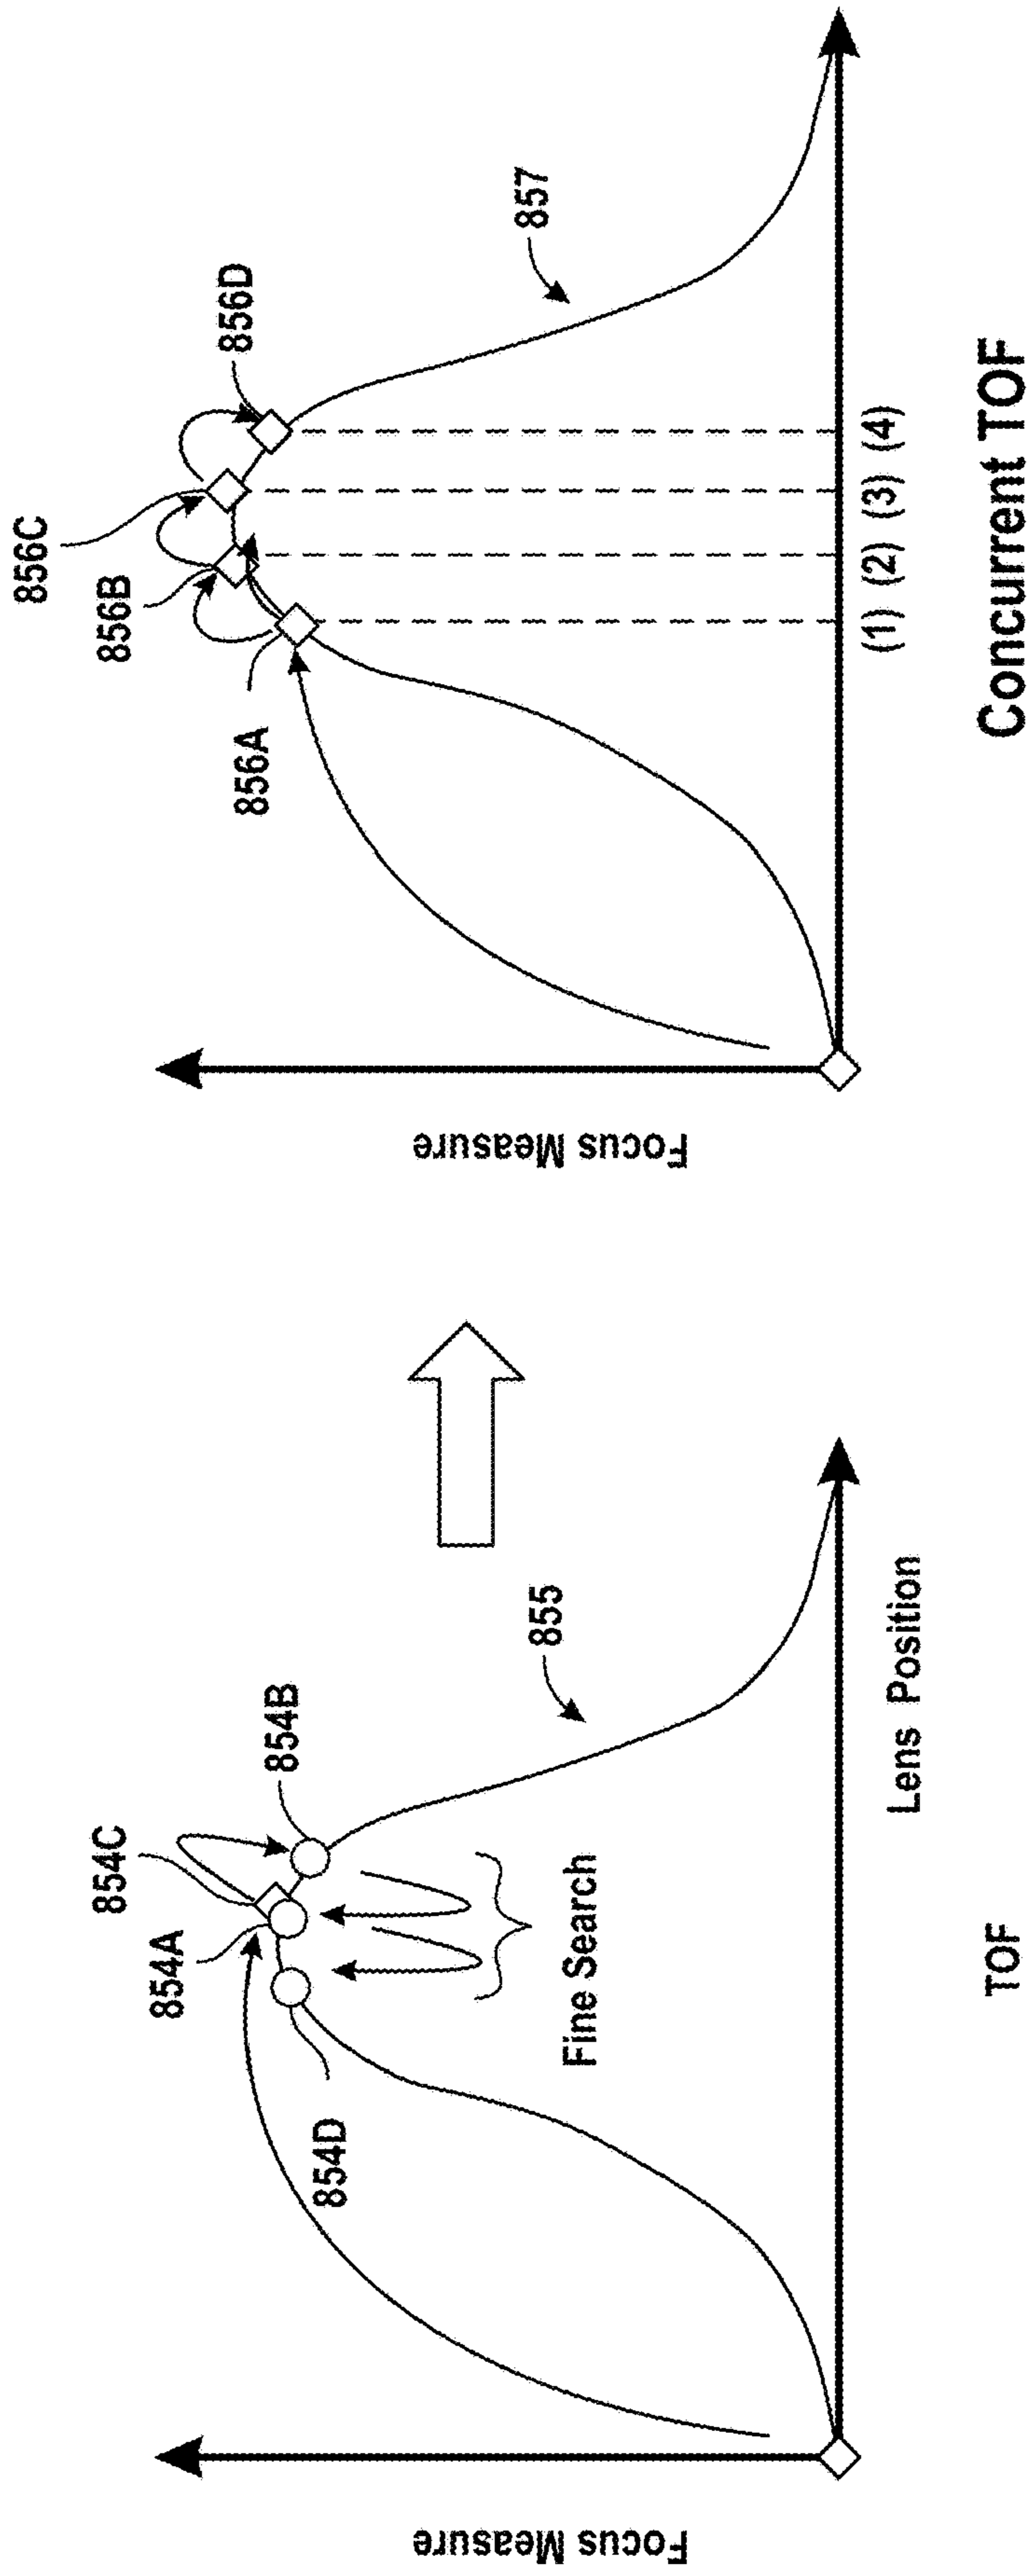 Focus Measure
854D
854A
854C
854B
855
Fine Search
Lens Position
TOF
Focus Measure
856A
856B
856C
856D
857
(1) (2) (3) (4)
Concurrent TOF